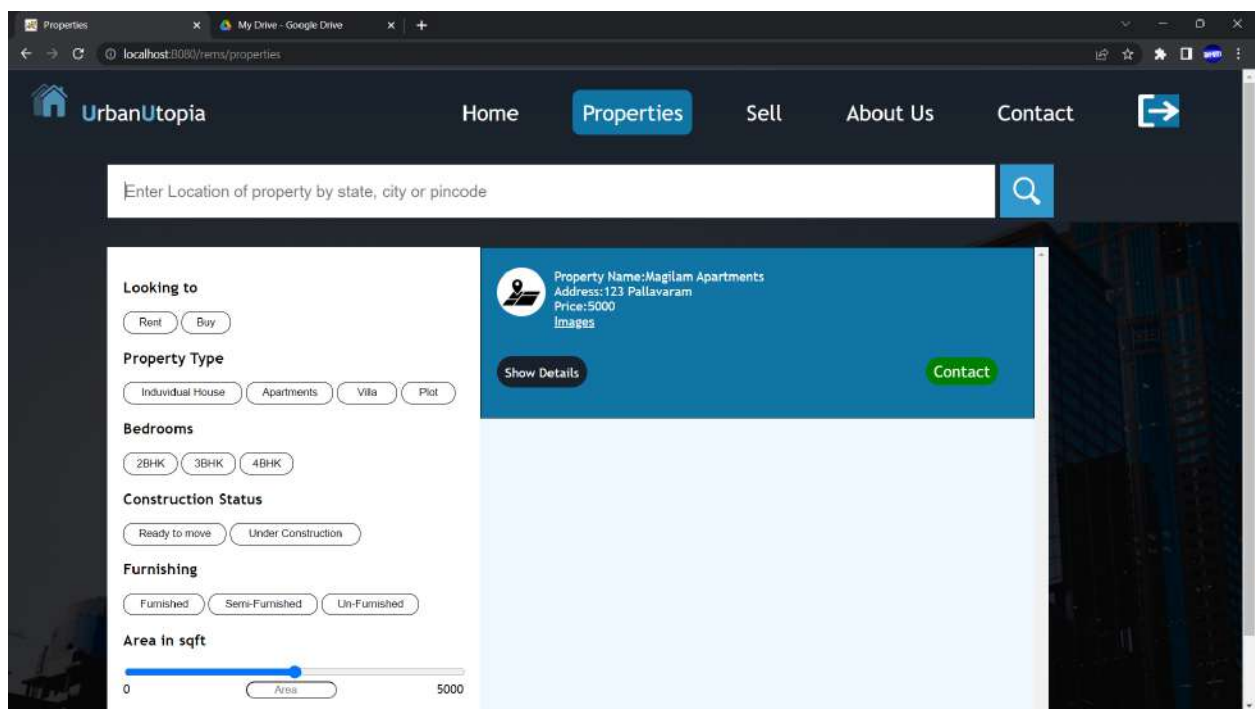 Properties
My Drive - Google Drive
localhost:8080/rems/properties
UrbanUtopia
Home
Properties
Sell
About Us
Contact
Enter Location of property by state, city or pincode
Looking to
Rent
Buy
Property Type
Induvidual House
Apartments
Villa
Plot
Bedrooms
2BHK
3BHK
4BHK
Construction Status
Ready to move
Under Construction
Furnishing
Furnished
Semi-Furnished
Un-Furnished
Area in sqft
0
Area
5000
Property Name:Magilam Apartments
Address:123 Pallavaram
Price:5000
Images
Show Details
Contact